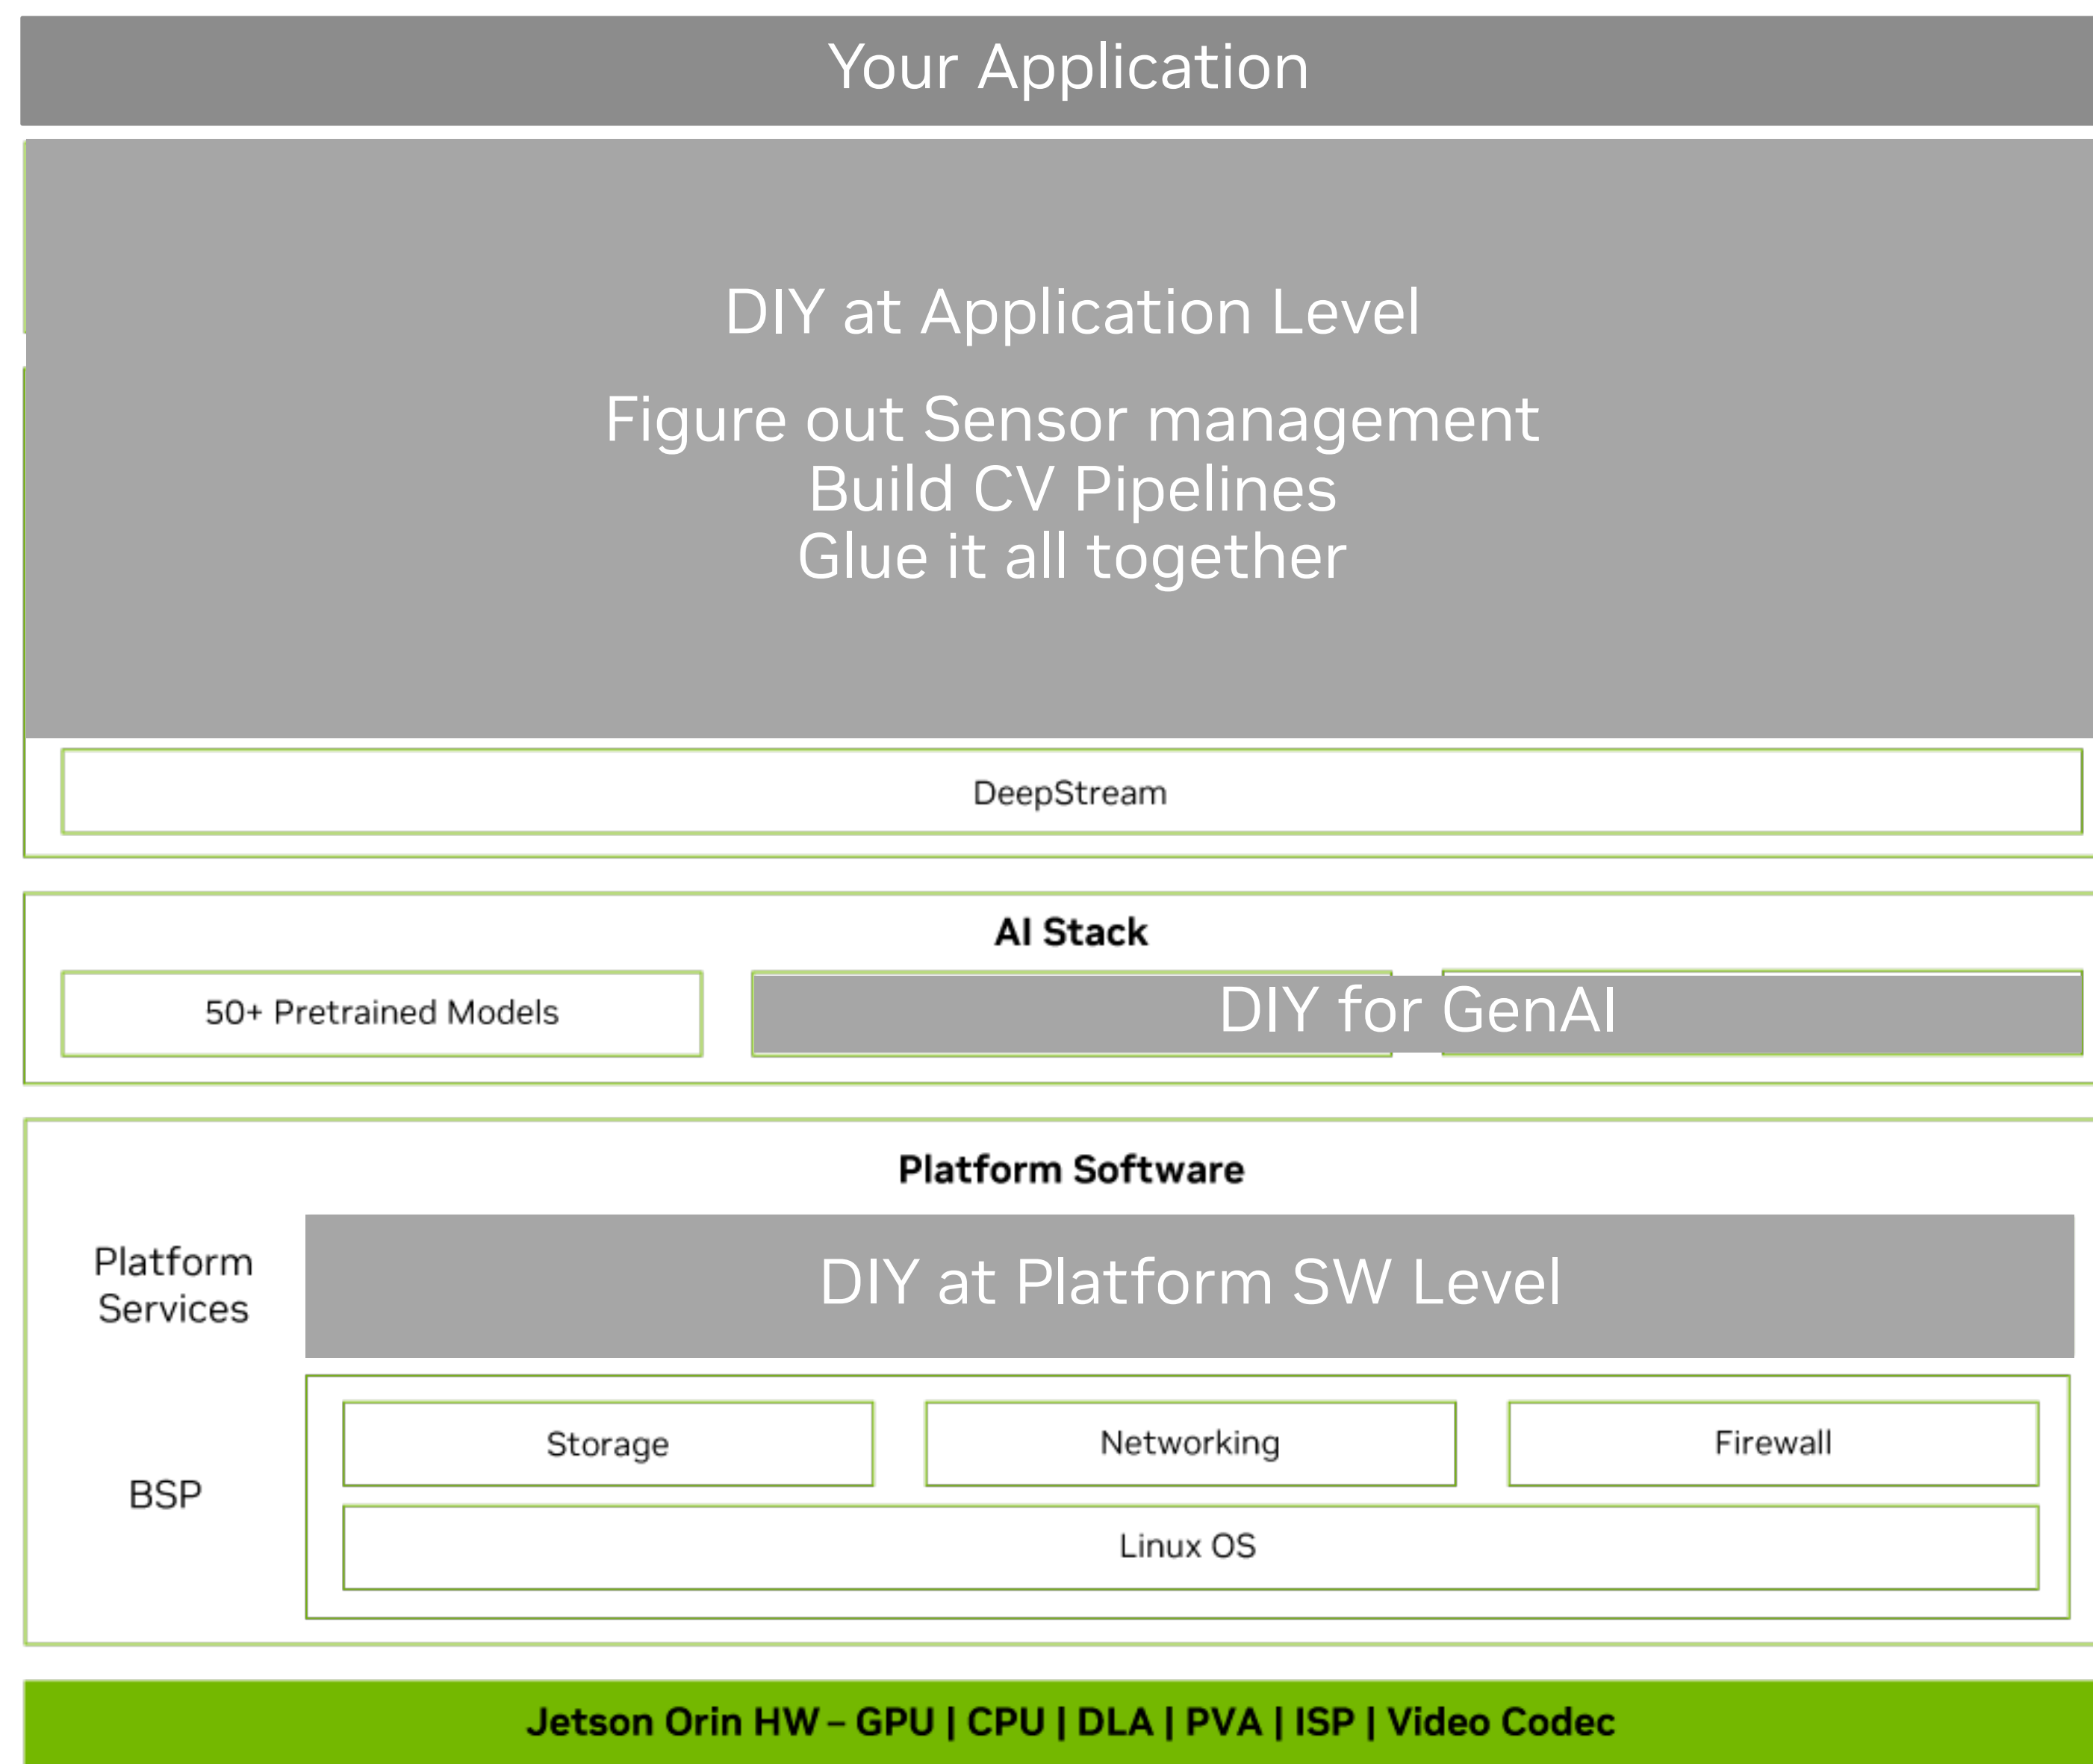 Your Application
DIY at Application Level
Figure out Sensor management
Build CV Pipelines
Glue it all together
DeepStream
AI Stack
50+ Pretrained Models
DIY for GenAI
Platform Software
Platform
Services
DIY at Platform SW Level
BSP
Storage
Networking
Firewall
Linux OS
Jetson Orin HW – GPU | CPU | DLA | PVA | ISP | Video Codec